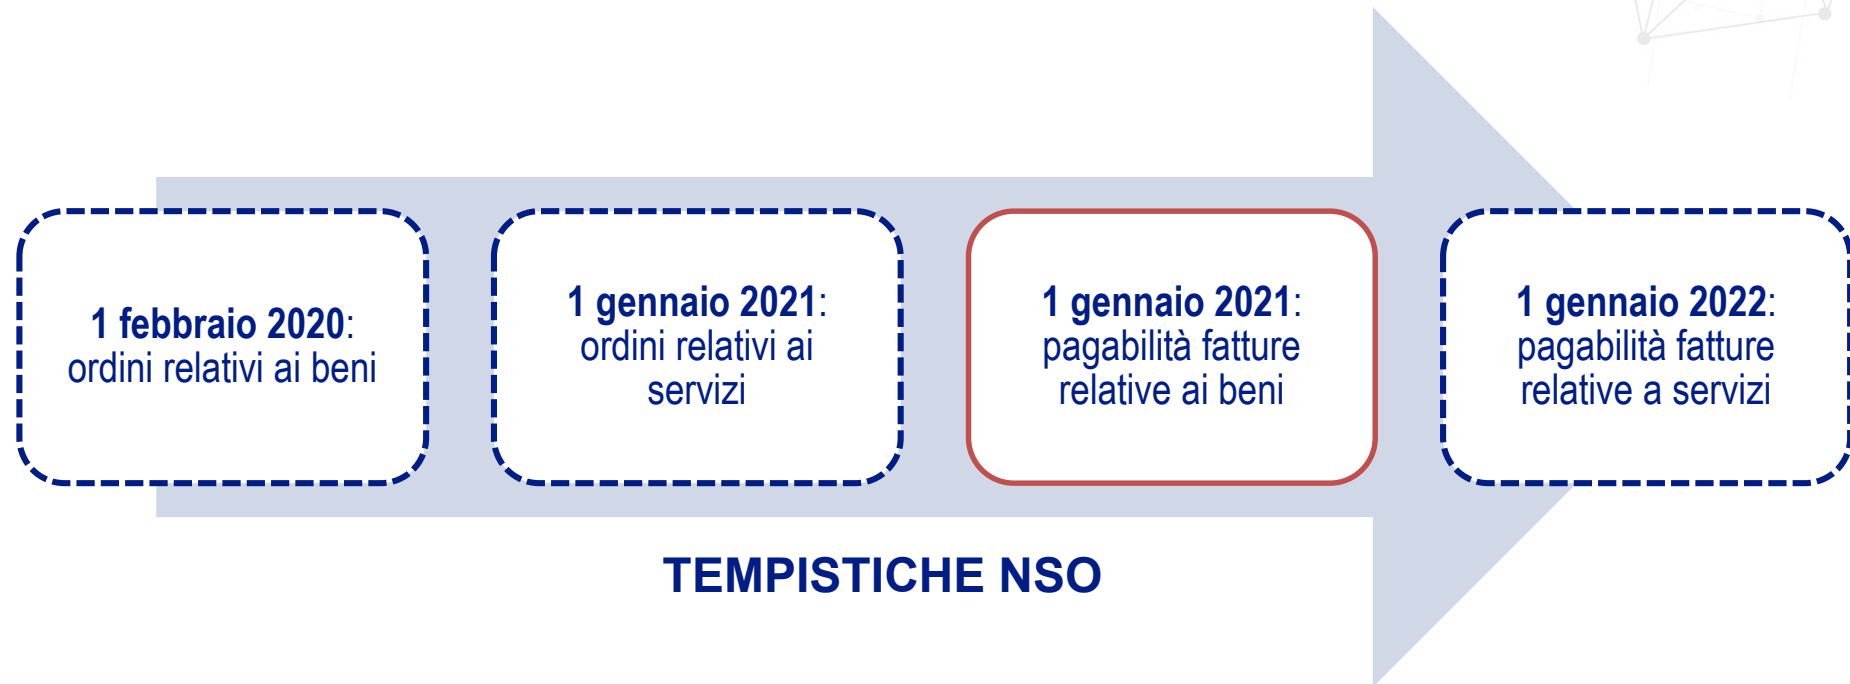 1 febbraio 2020:
ordini relativi ai beni
1 gennaio 2021:
ordini relativi ai
servizi
1 gennaio 2021:
pagabilità fatture
relative ai beni
1 gennaio 2022:
pagabilità fatture
relative a servizi
TEMPISTICHE NSO